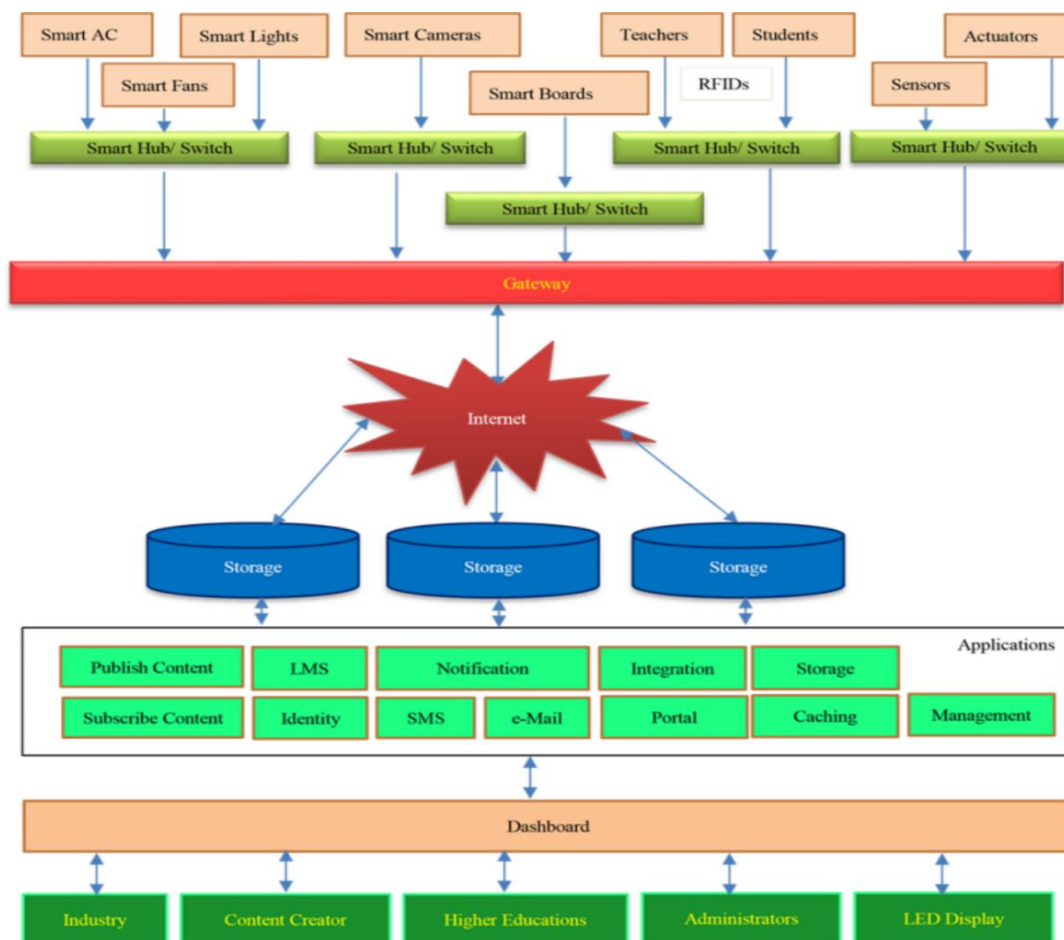 Smart AC
Smart Lights
Smart Cameras
Teachers
Students
Actuators
Smart Fans
Smart Boards
RFIDs
Sensors
Smart Hub/ Switch
Smart Hub/ Switch
Smart Hub/ Switch
Smart Hub/ Switch
Smart Hub/ Switch
Gateway
Internet
Storage
Storage
Storage
Applications
Publish Content
LMS
Notification
Integration
Storage
Subscribe Content
Identity
SMS
e-Mail
Portal
Caching
Management
Dashboard
Industry
Content Creator
Higher Educations
Administrators
LED Display